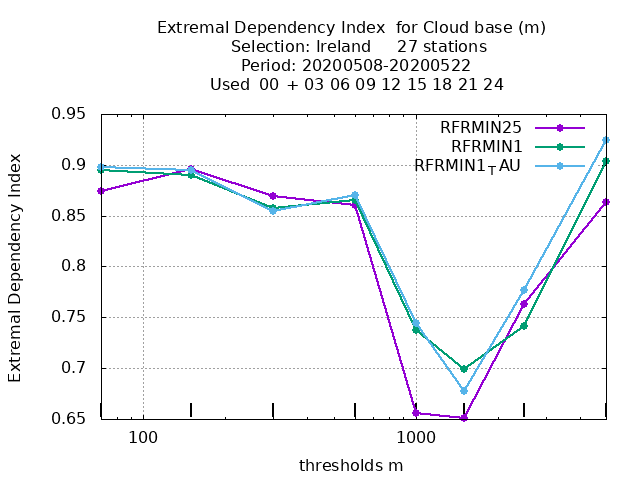 Extremal Dependency Index  for Cloud base (m)
Selection: Ireland     27 stations
Period: 20200508-20200522
Used  00 + 03 06 09 12 15 18 21 24
RFRMIN25
RFRMIN1
RFRMIN1TAU
0.95
0.9
0.85
0.8
0.75
0.7
0.65
Extremal Dependency Index
100
1000
thresholds m